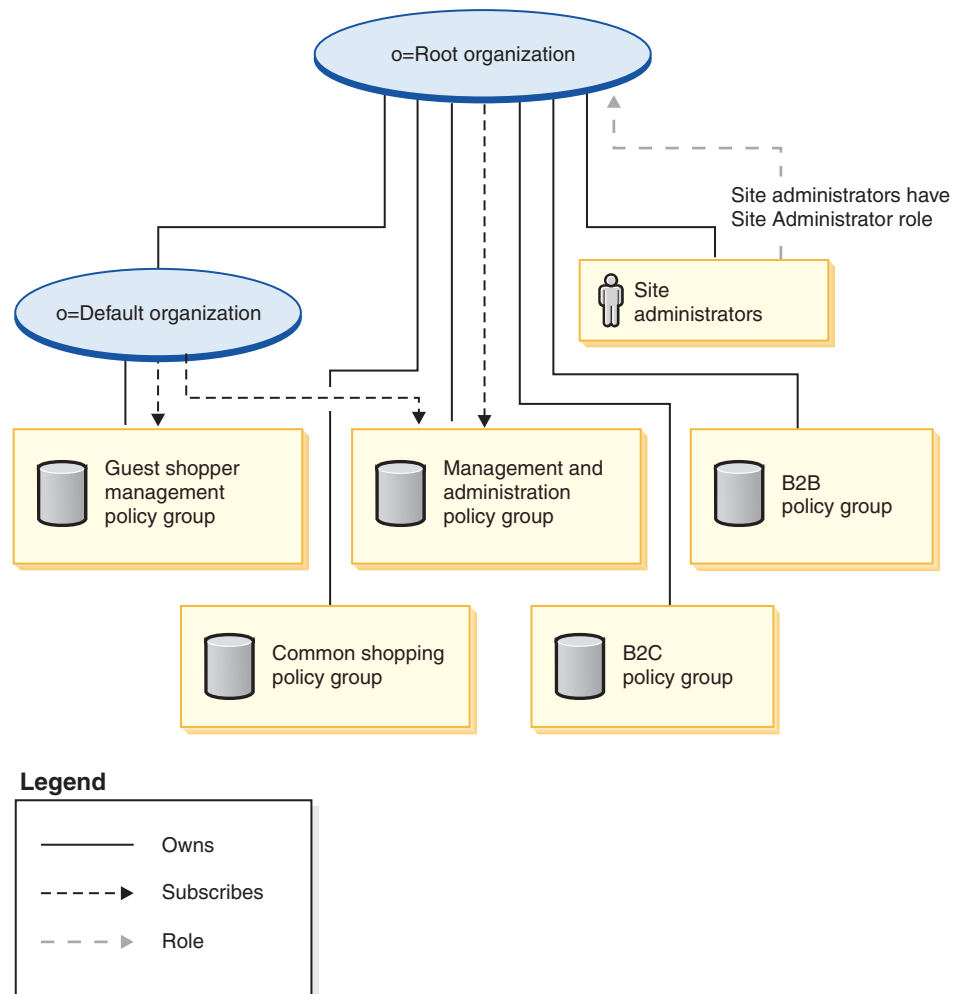 o=Root organization
Site administrators have
Site Administrator role
Site
administrators
o=Default organization
Guest shopper
management
policy group
Management and
administration
policy group
B2B
policy group
Common shopping
policy group
B2C
policy group
Legend
Owns
Subscribes
Role